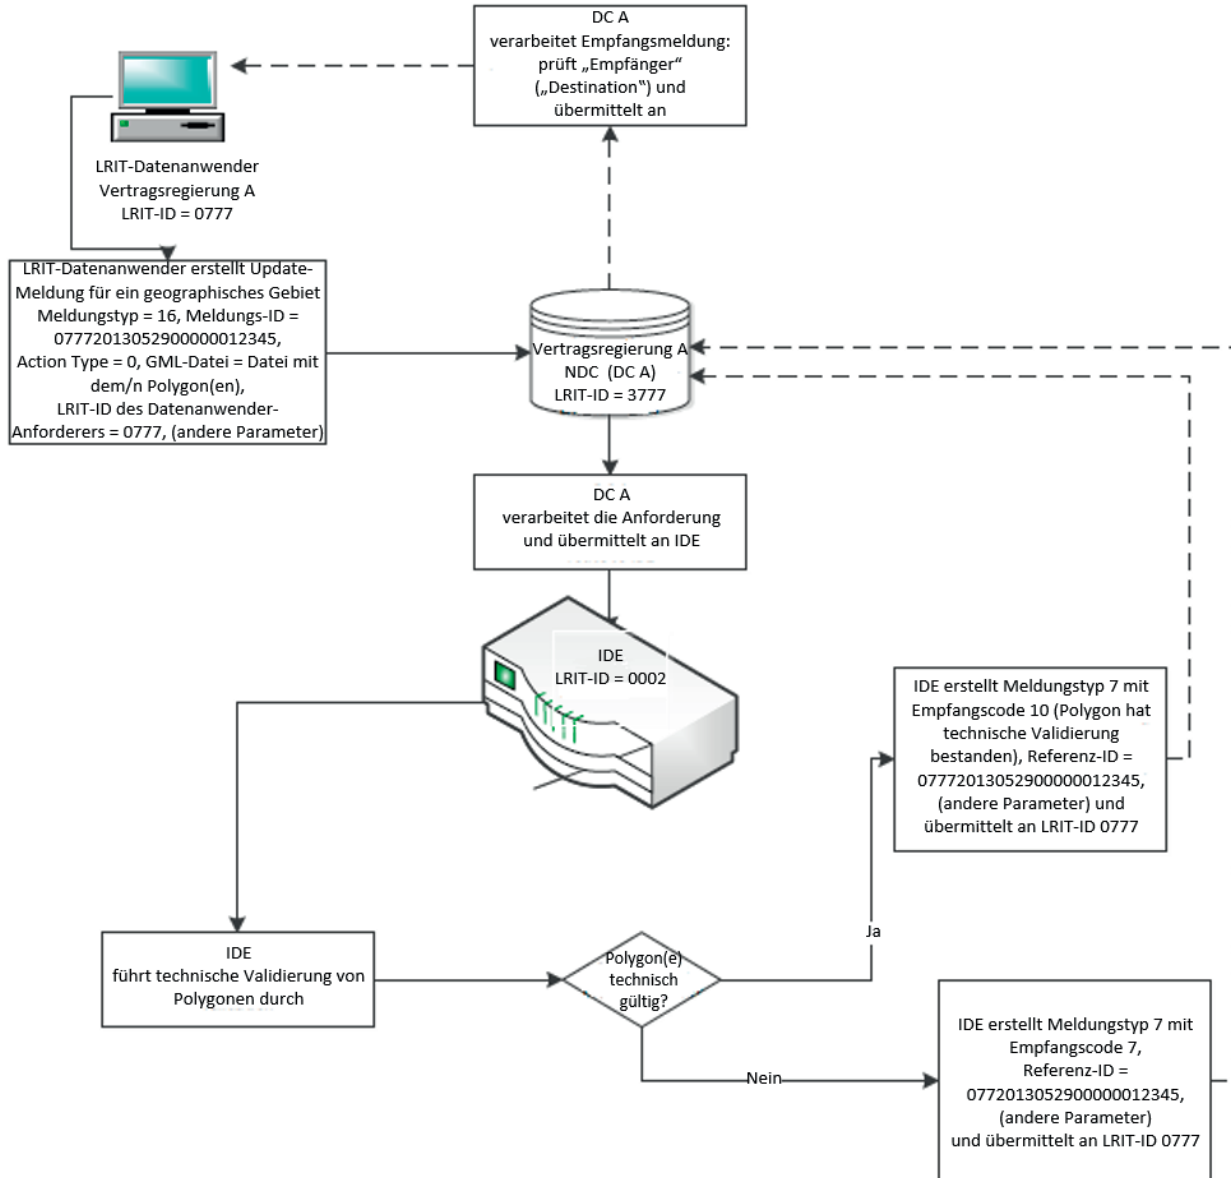 DC A
verarbeitet Empfangsmeldung:
prüft „Empfänger“
(„Destination“) und
übermittelt an
LRIT-Datenanwender
Vertragsregierung A
LRIT-ID = 0777
LRIT-Datenanwender erstellt Update-
Meldung für ein geographisches Gebiet
Meldungstyp = 16, Meldungs-ID =
07772013052900000012345,
Action Type = 0, GML-Datei = Datei mit
dem/n Polygon(en),
LRIT-ID des Datenanwender-
Anforderers = 0777, (andere Parameter)
Vertragsregierung A
NDC (DC A)
LRIT-ID = 3777
DC A
verarbeitet die Anforderung
und übermittelt an IDE
IDE
LRIT-ID = 0002
IDE erstellt Meldungstyp 7 mit
Empfangscode 10 (Polygon hat
technische Validierung
bestanden), Referenz-ID =
07772013052900000012345,
(andere Parameter) und
übermittelt an LRIT-ID 0777
Ja
IDE
führt technische Validierung von
Polygonen durch
Polygon(e)
technisch
gültig?
Nein
IDE erstellt Meldungstyp 7 mit
Empfangscode 7,
Referenz-ID =
0772013052900000012345,
(andere Parameter)
und übermittelt an LRIT-ID 0777